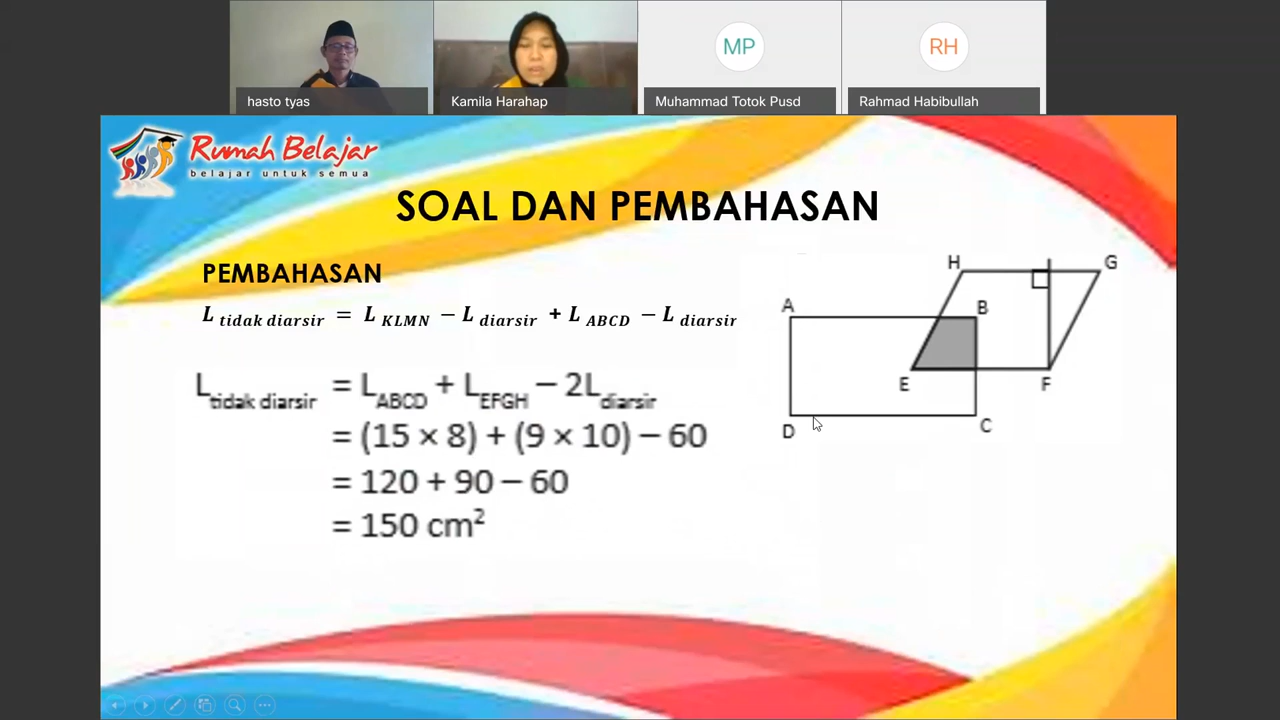 MP
RH
hasto tyas
Kamila Harahap
Muhammad Totok Pusd
Rahmad Habibullah
Rumah Belajar
belajar untuk semua
SOAL DAN PEMBAHASAN
PEMBAHASAN
L tidak diarsir = L KLMN − L diarsir + L ABCD − L diarsir
L tidak diarsir = L ABCD + L EFGH − 2L diarsir
= (15 × 8) + (9 × 10) − 60
= 120 + 90 − 60
= 150 cm²
H
G
A
B
E
F
D
C